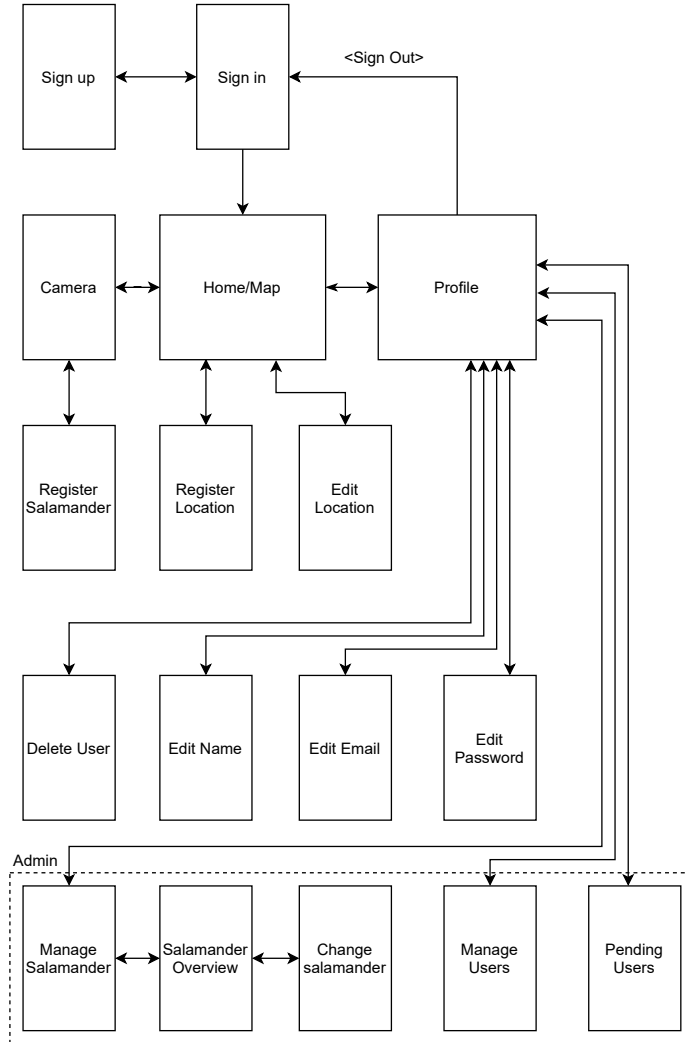 <Sign Out>
Sign up
Sign in
Camera
Home/Map
Profile
Register
Salamander
Register
Location
Edit
Location
Delete User
Edit Name
Edit Email
Edit
Password
Admin
Manage
Salamander
Salamander
Overview
Change
salamander
Manage
Users
Pending
Users